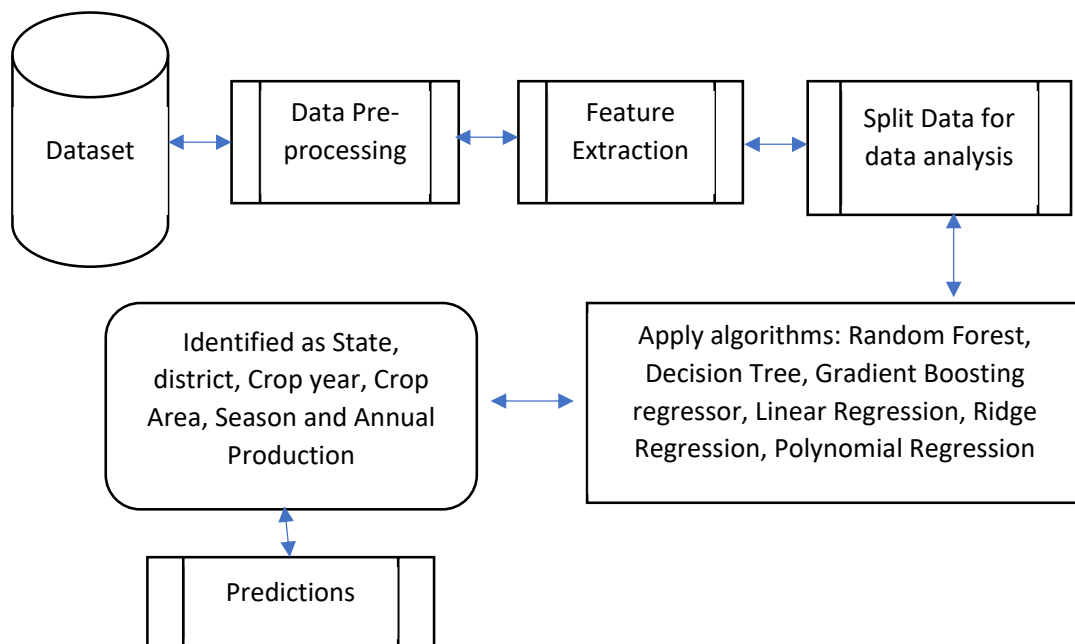 Dataset
Data Pre-
processing
Feature
Extraction
Split Data for
data analysis
Apply algorithms: Random Forest,
Decision Tree, Gradient Boosting
regressor, Linear Regression, Ridge
Regression, Polynomial Regression
Identified as State,
district, Crop year, Crop
Area, Season and Annual
Production
Predictions